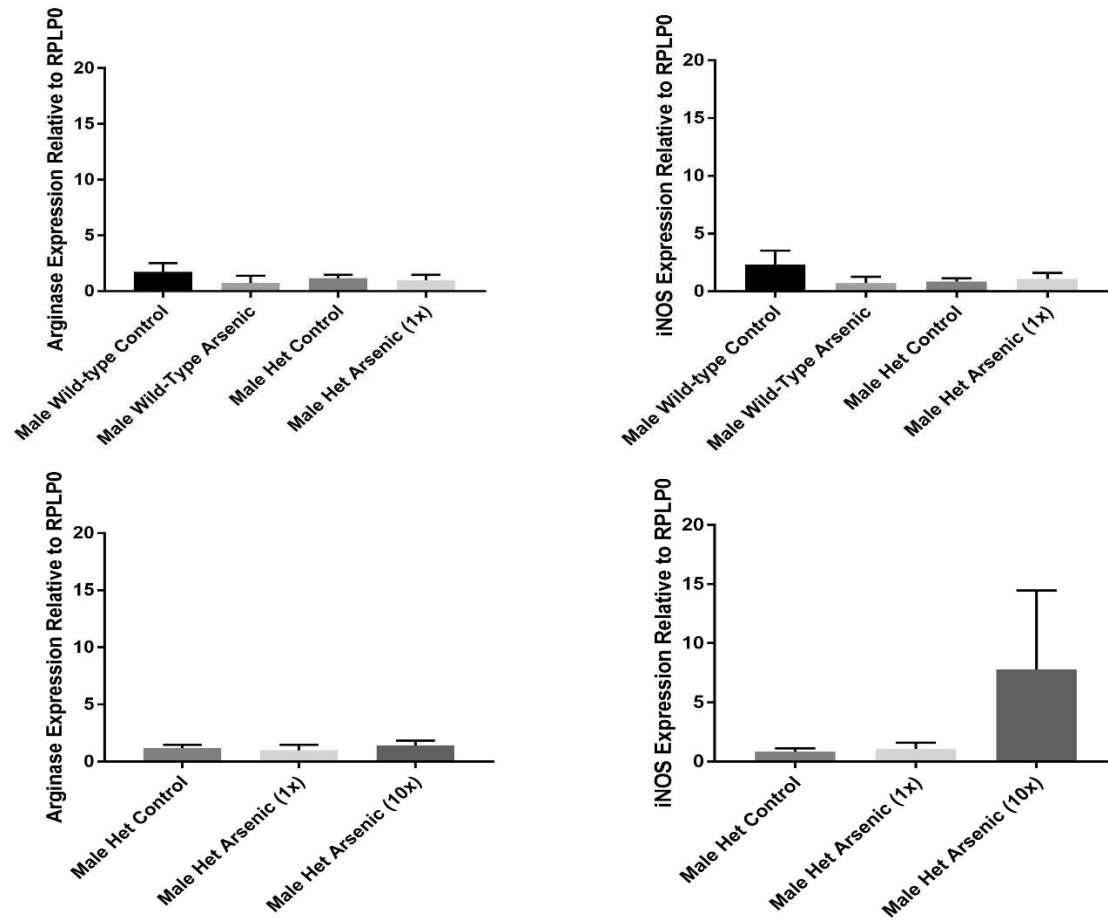 Arginase Expression Relative to RPLP0
20
15
10
5
0
Male Wild-type Control
Male Wild-Type Arsenic
Male Het Control
Male Het Arsenic (1x)
iNOS Expression Relative to RPLP0
20
15
10
5
0
Male Wild-type Control
Male Wild-Type Arsenic
Male Het Control
Male Het Arsenic (1x)
Arginase Expression Relative to RPLP0
20
15
10
5
0
Male Het Control
Male Het Arsenic (1x)
Male Het Arsenic (10x)
iNOS Expression Relative to RPLP0
20
15
10
5
0
Male Het Control
Male Het Arsenic (1x)
Male Het Arsenic (10x)